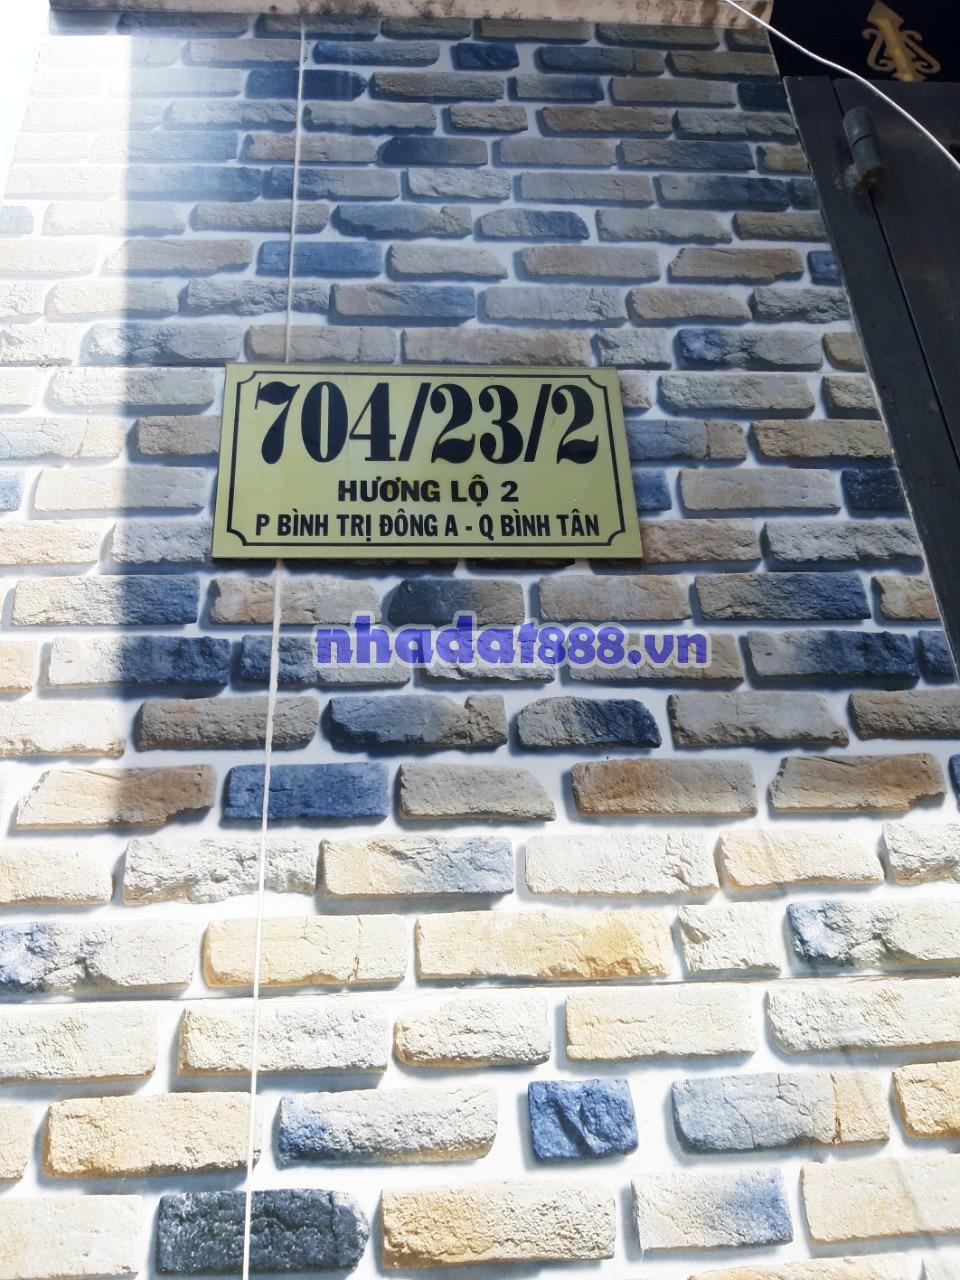 704/23/2
HƯƠNG LỘ 2
P BÌNH TRỊ ĐÔNG A - Q BÌNH TÂN
nhadat888.vn